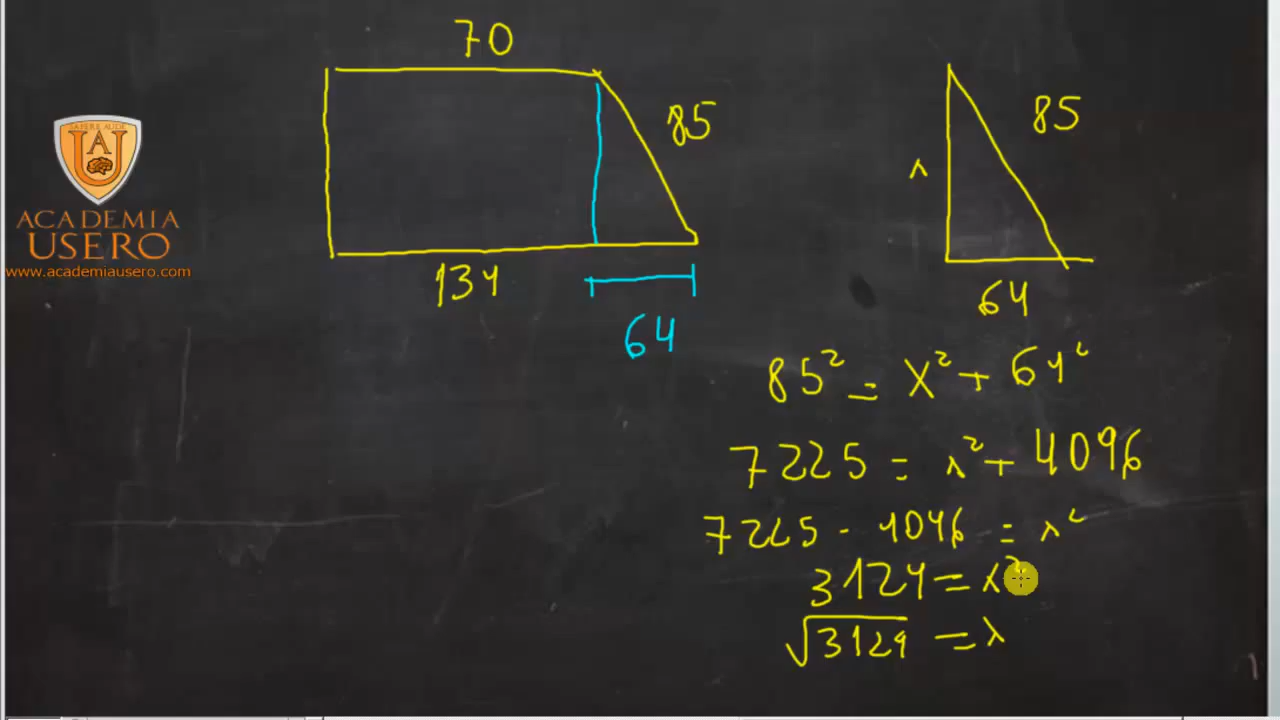 70
85
85
x
SAPERE AUDE
UAI
ACADEMIA
USERO
www.academiausero.com
134
64
64
85² = X² + 64²
7225 = x² + 4096
7225 - 4096 = x²
3129 = x²
√3129 = x